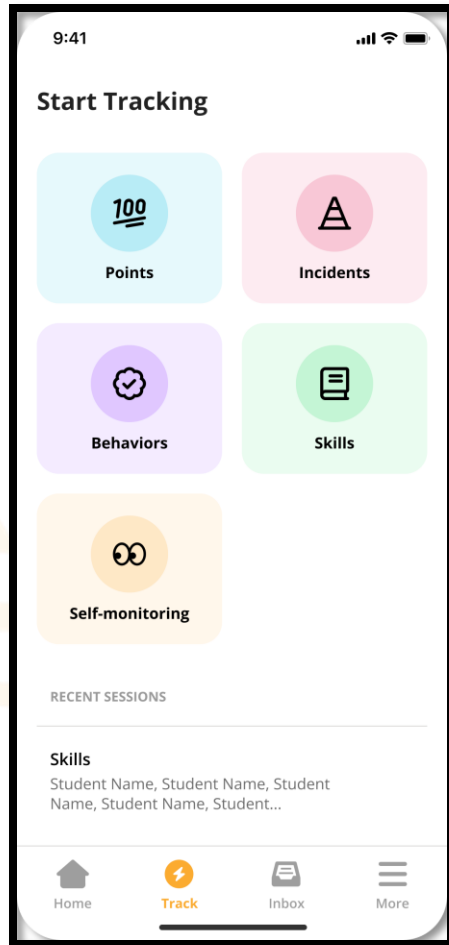 9:41
Start Tracking
100
Points
Incidents
Behaviors
Skills
Self-monitoring
RECENT SESSIONS
Skills
Student Name, Student Name, Student
Name, Student Name, Student...
Home
Track
Inbox
More